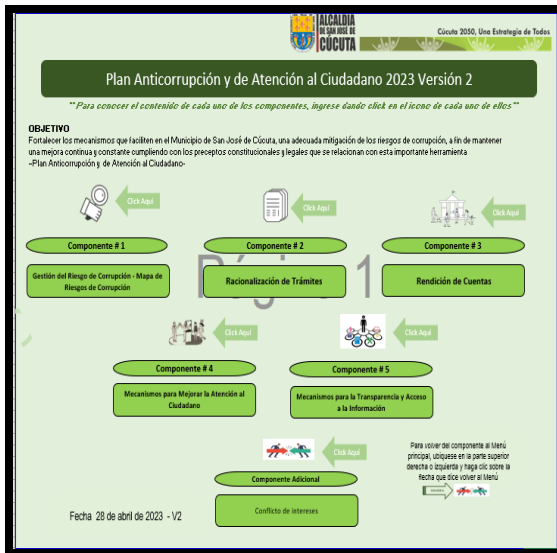 ALCALDÍA
DE SAN JOSÉ DE
CÚCUTA
Cúcuta 2050, Una Estrategia de Todos
Plan Anticorrupción y de Atención al Ciudadano 2023 Versión 2
**Para conocer el contenido de cada uno de los componentes, ingrese dando click en el icono de cada uno de ellos**
OBJETIVO
Fortalecer los mecanismos que faciliten en el Municipio de San José de Cúcuta, una adecuada mitigación de los riesgos de corrupción, a fin de mantener
una mejora continua y constante cumpliendo con los preceptos constitucionales y legales que se relacionan con esta importante herramienta
-Plan Anticorrupción y de Atención al Ciudadano-
Click Aquí
Click Aquí
Click Aquí
Componente # 1
Componente # 2
Componente # 3
Gestión del Riesgo de Corrupción - Mapa de
Riesgos de Corrupción
Racionalización de Trámites
Rendición de Cuentas
Página 1
Click Aquí
Click Aquí
Componente # 4
Componente # 5
Mecanismos para Mejorar la Atención al
Ciudadano
Mecanismos para la Transparencia y Acceso
a la Información
Click Aquí
Para volver del componente al Menú
principal, ubiquese en la parte superior
derecha o izquierda y haga clic sobre la
flecha que dice volver al Menú
Componente Adicional
Conflicto de intereses
Fecha 28 de abril de 2023 - V2